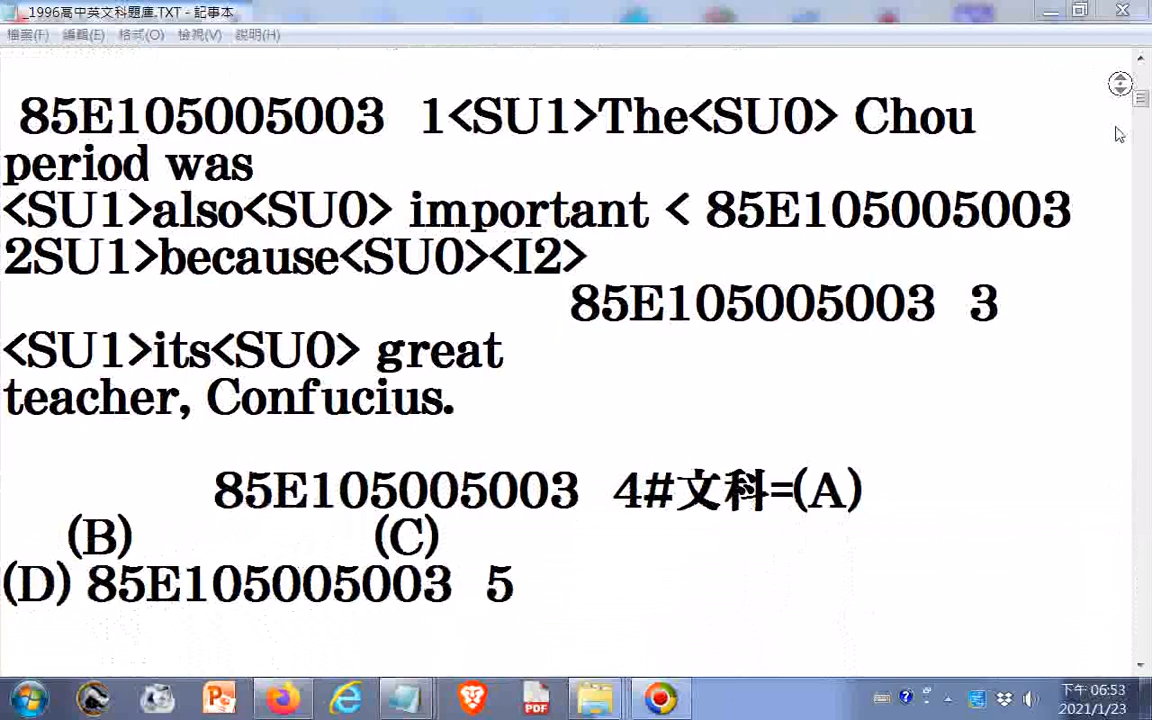 _1996高中英文科題庫.TXT - 記事本
檔案(F) 編輯(E) 格式(O) 檢視(V) 說明(H)
85E105005003 1<SU1>The<SU0> Chou
period was
<SU1>also<SU0> important < 85E105005003
2SU1>because<SU0><I2>
85E105005003 3
<SU1>its<SU0> great
teacher, Confucius.
85E105005003 4#文科=(A)
(B) (C)
(D) 85E105005003 5
PDF
下午 06:53
2021/1/23